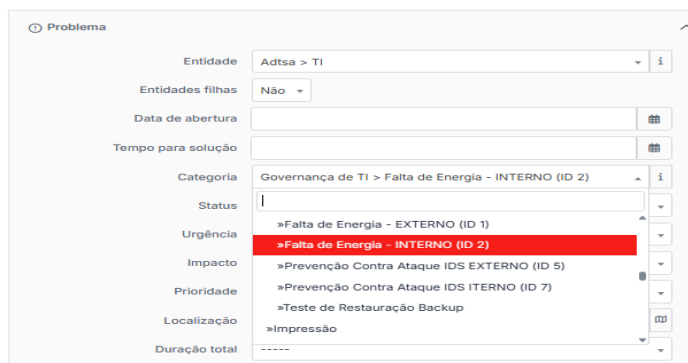 Problema
Entidade Adtsa > TI i
Entidades filhas Não
Data de abertura
Tempo para solução
Categoria Governança de TI > Falta de Energia - INTERNO (ID 2) i
Status
»Falta de Energia - EXTERNO (ID 1)
Urgência
»Falta de Energia - INTERNO (ID 2)
Impacto
»Prevenção Contra Ataque IDS EXTERNO (ID 5)
»Prevenção Contra Ataque IDS ITERNO (ID 7)
Prioridade
»Teste de Restauração Backup
Localização
»Impressão
Duração total -----